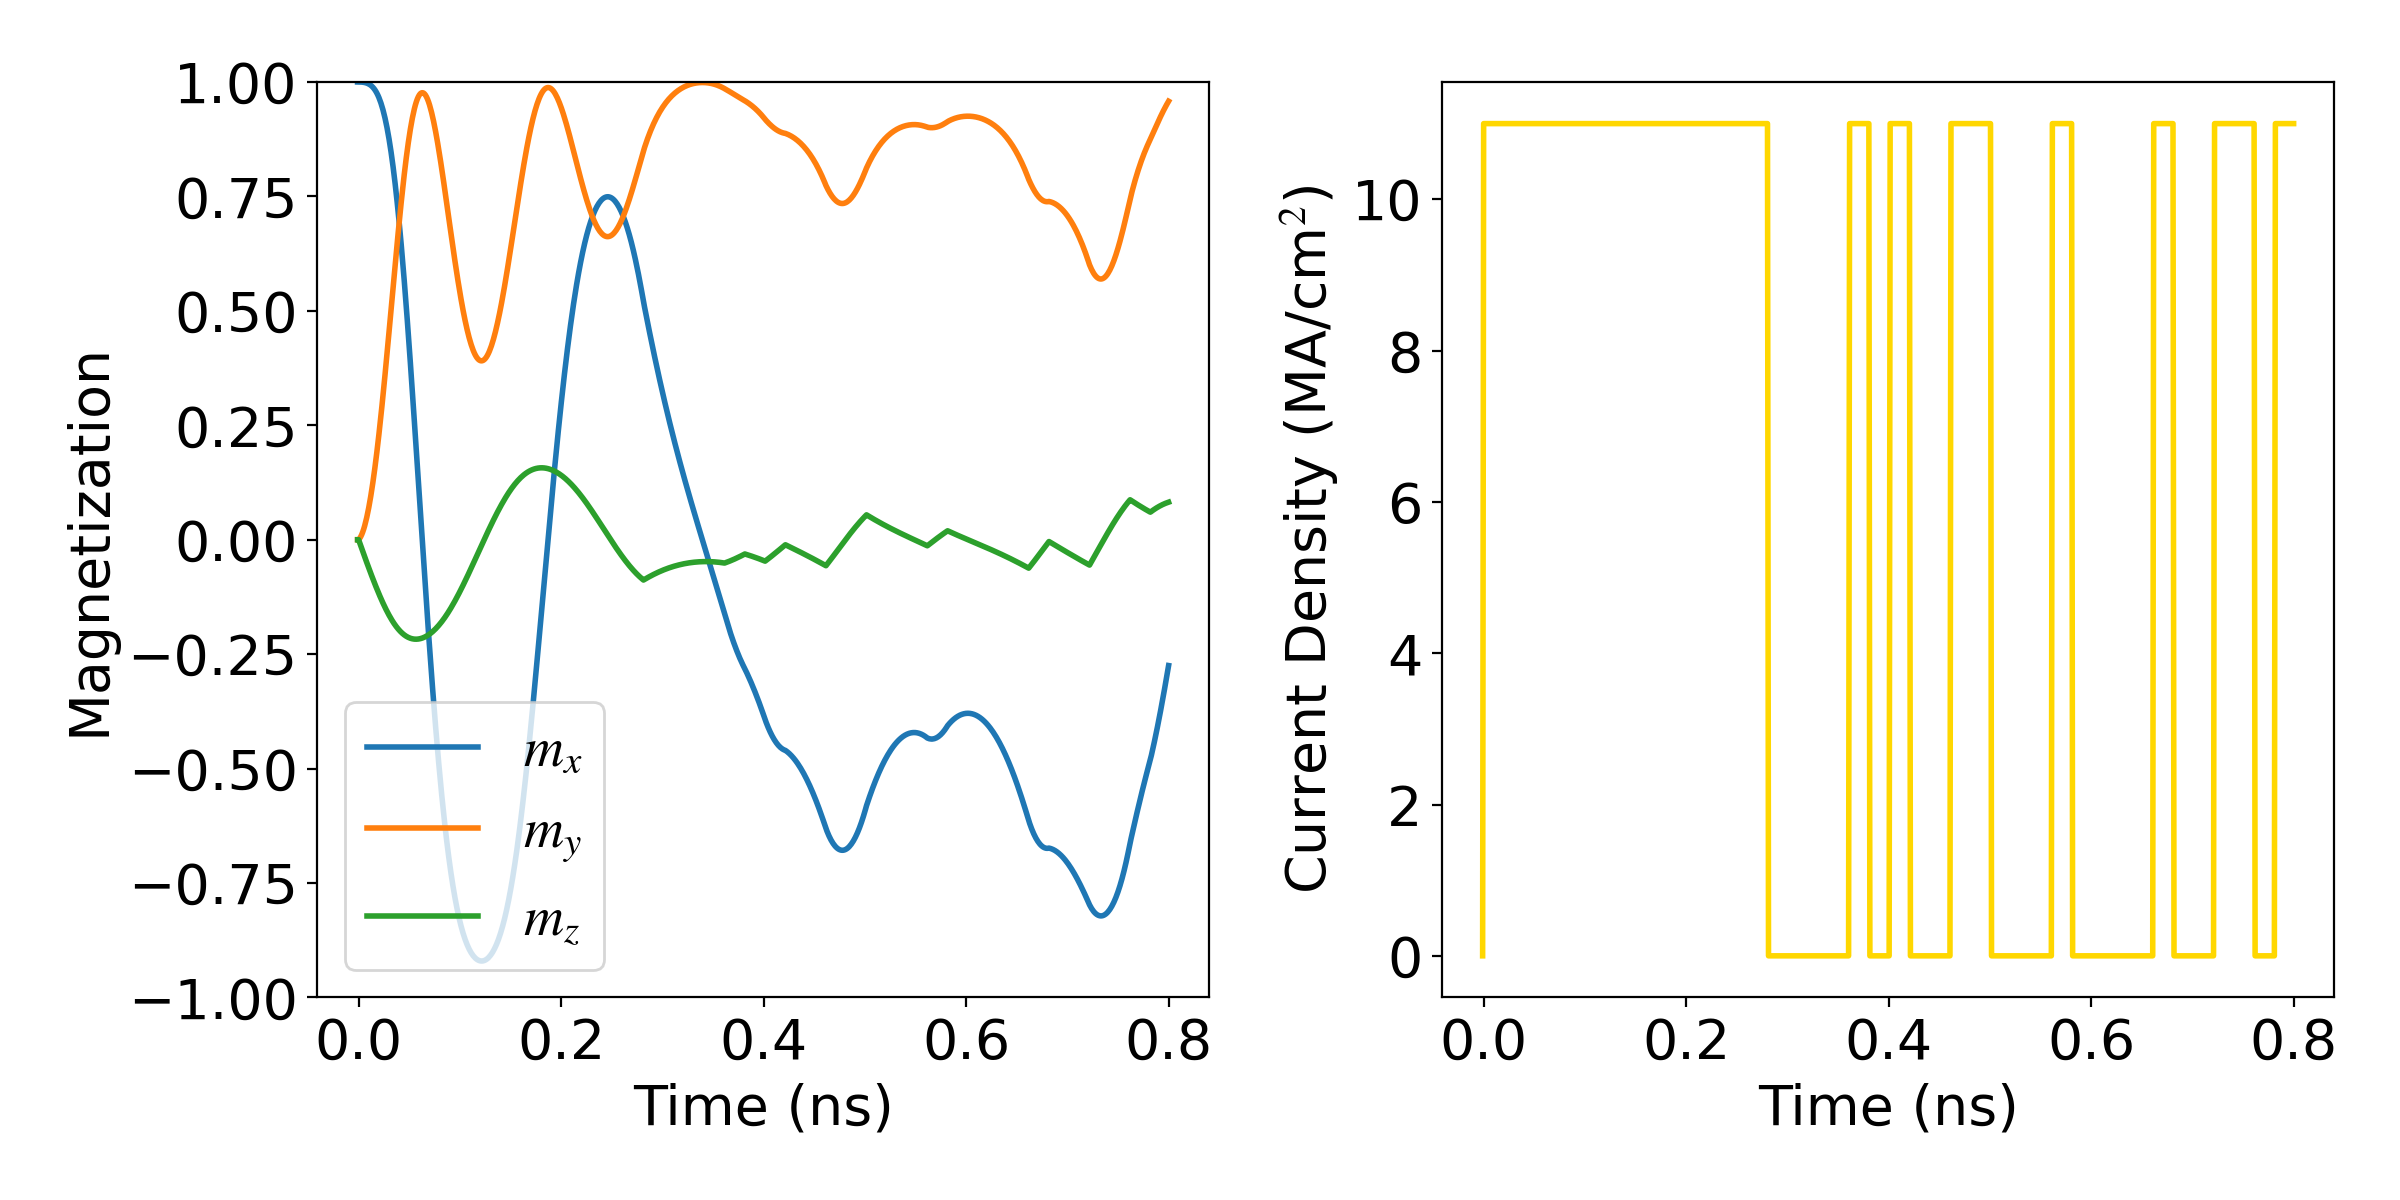 Magnetization
1.00
0.75
0.50
0.25
0.00
−0.25
−0.50
−0.75
−1.00
m_x
m_y
m_z
0.0 0.2 0.4 0.6 0.8
Time (ns)
Current Density (MA/cm²)
10
8
6
4
2
0
0.0 0.2 0.4 0.6 0.8
Time (ns)